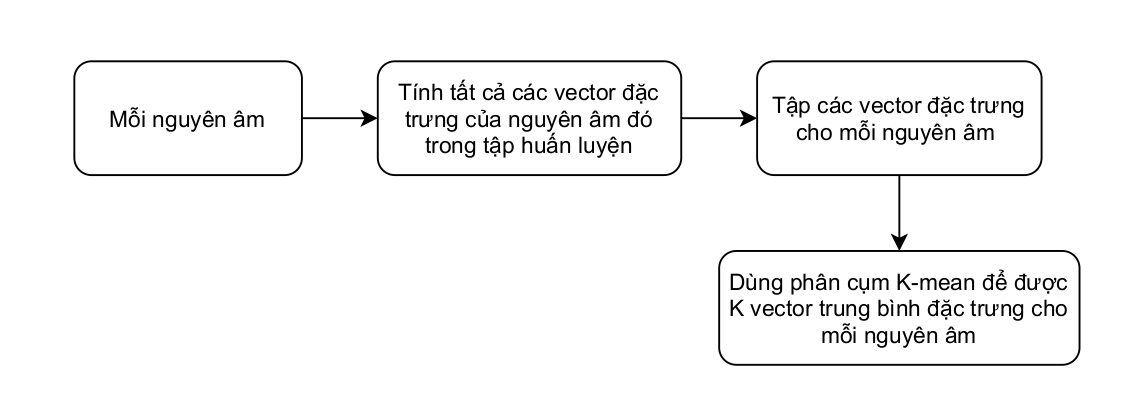 Mỗi nguyên âm
Tính tất cả các vector đặc
trưng của nguyên âm đó
trong tập huấn luyện
Tập các vector đặc trưng
cho mỗi nguyên âm
Dùng phân cụm K-mean để được
K vector trung bình đặc trưng cho
mỗi nguyên âm